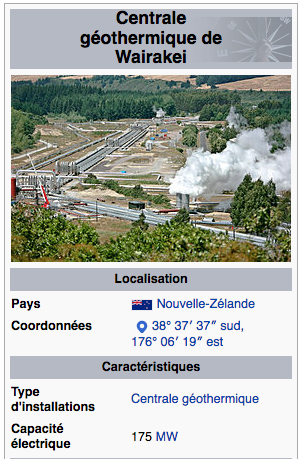 Centrale
géothermique de
Wairakei
Localisation
Pays Nouvelle-Zélande
Coordonnées 38° 37′ 37″ sud,
176° 06′ 19″ est
Caractéristiques
Type
d'installations Centrale géothermique
Capacité
électrique 175 MW